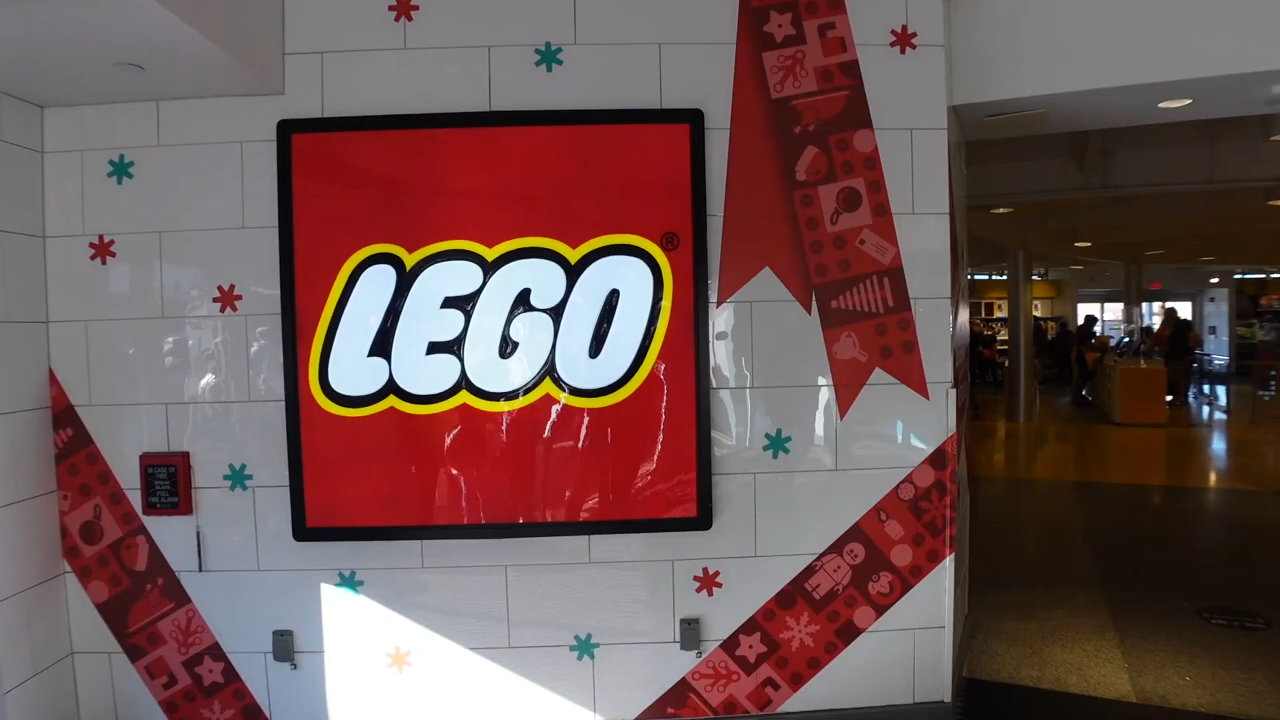 LEGO®
IN CASE OF
FIRE
BREAK
GLASS
PULL
FIRE ALARM